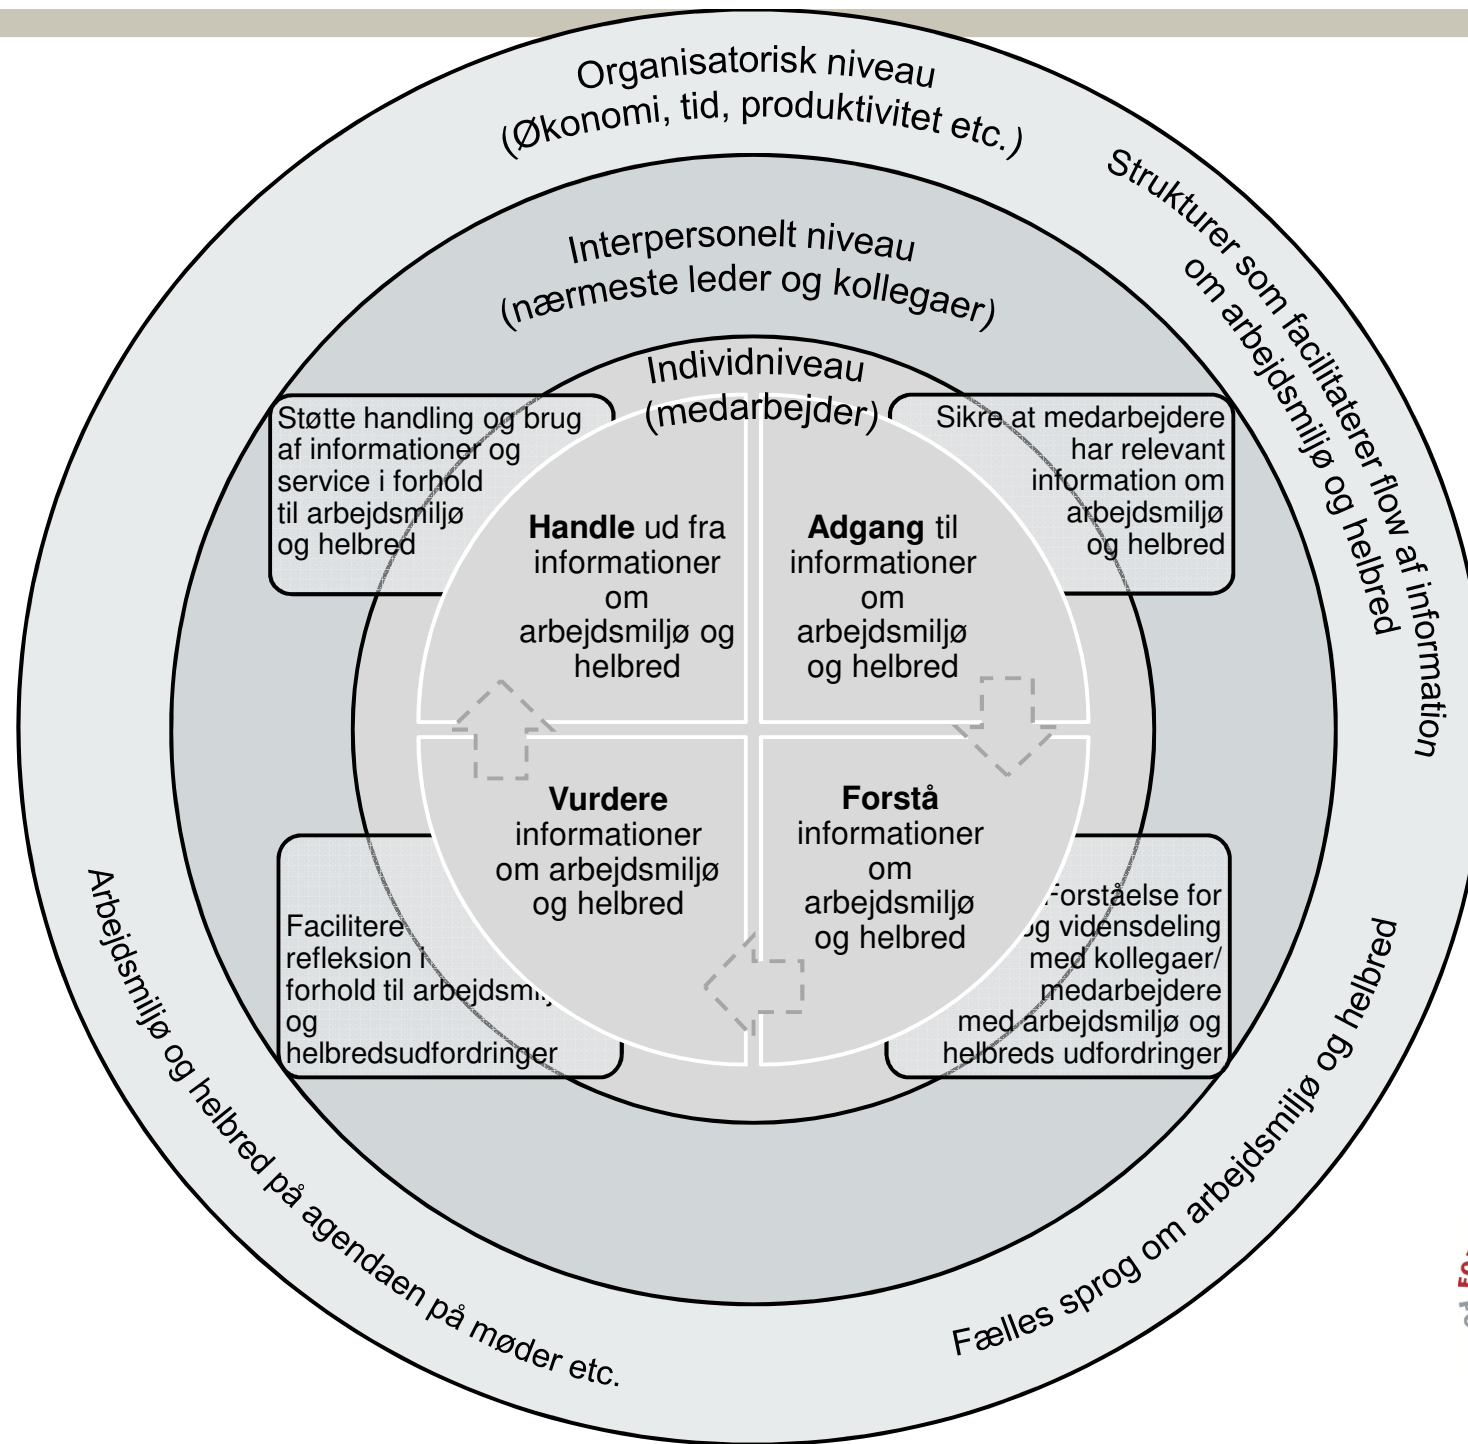 Organisatorisk niveau
(Økonomi, tid, produktivitet etc.)
Strukturer som facilitaterer flow af information
om arbejdsmiljø og helbred
Interpersonelt niveau
(nærmeste leder og kollegaer)
Individniveau
(medarbejder)
Støtte handling og brug
af informationer og
service i forhold
til arbejdsmiljø
og helbred
Sikre at medarbejdere
har relevant
information om
arbejdsmiljø
og helbred
Handle ud fra
informationer
om
arbejdsmiljø og
helbred
Adgang til
informationer
om
arbejdsmiljø
og helbred
Vurdere
informationer
om arbejdsmiljø
og helbred
Forstå
informationer
om
arbejdsmiljø
og helbred
Facilitere
refleksion i
forhold til
og
helbredsudfordringer
Forståelse for
og vidensdeling
med kollegaer/
medarbejdere
med arbejdsmiljø og
helbreds udfordringer
Arbejdsmiljø og helbred på agendaen på møder etc.
Fælles sprog om arbejdsmiljø og helbred